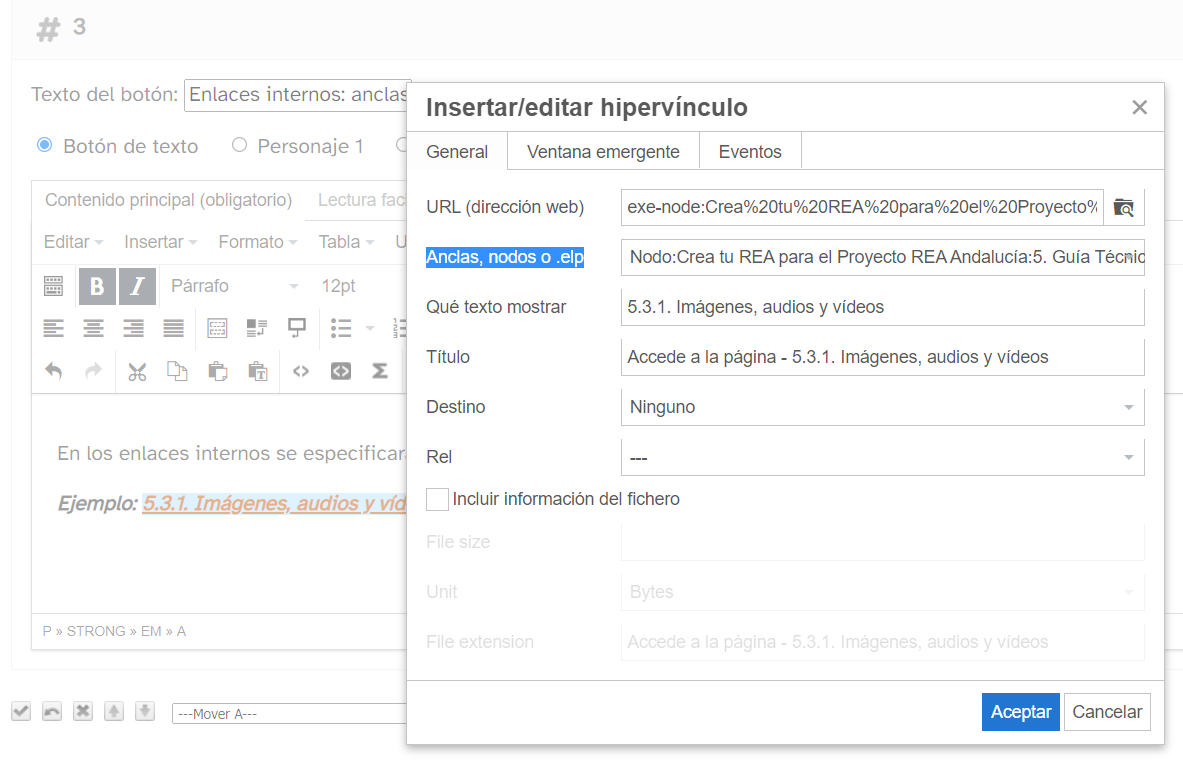 # 3
Texto del botón: Enlaces internos: anclas
Botón de texto Personaje 1
Contenido principal (obligatorio) Lectura fac
Editar Insertar Formato Tabla U
B I Párrafo 12pt
En los enlaces internos se especificar
Ejemplo: 5.3.1. Imágenes, audios y víd
P » STRONG » EM » A
---Mover A---
Insertar/editar hipervínculo
General Ventana emergente Eventos
URL (dirección web) exe-node:Crea%20tu%20REA%20para%20el%20Proyecto%
Anclas, nodos o .elp Nodo:Crea tu REA para el Proyecto REA Andalucía:5. Guía Técnic
Qué texto mostrar 5.3.1. Imágenes, audios y vídeos
Título Accede a la página - 5.3.1. Imágenes, audios y vídeos
Destino Ninguno
Rel ---
Incluir información del fichero
File size
Unit Bytes
File extension Accede a la página - 5.3.1. Imágenes, audios y vídeos
Aceptar Cancelar